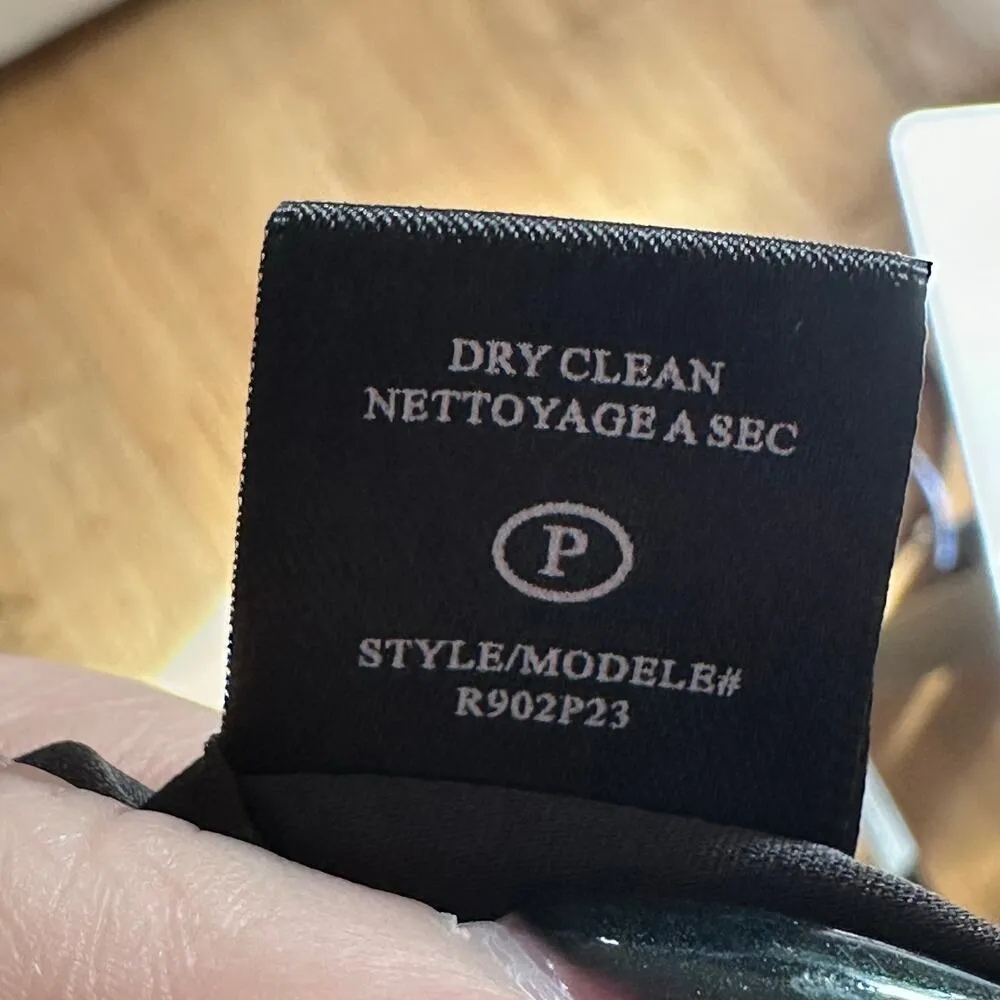 DRY CLEAN
NETTOYAGE A SEC
P
STYLE/MODELE#
R902P23